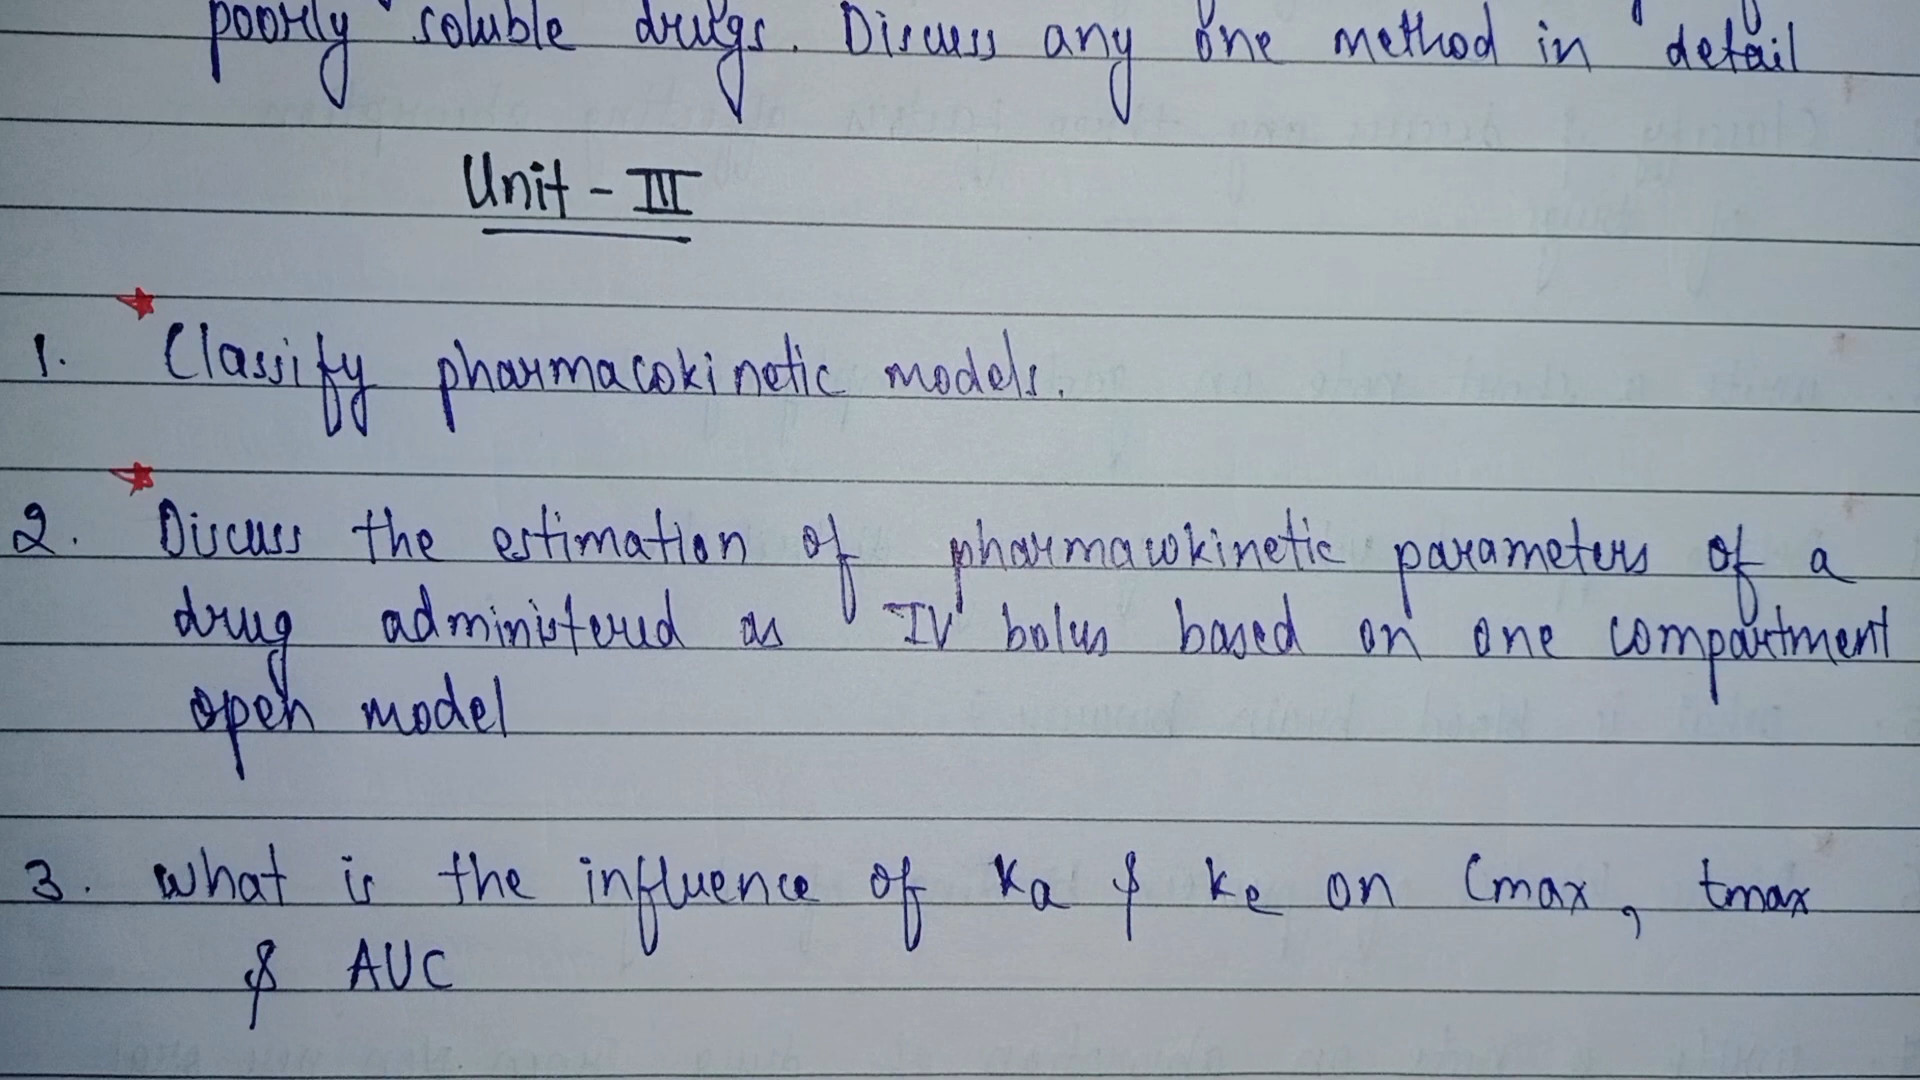 poorly soluble drugs. Discuss any one method in detail
Unit - III
1. Classify pharmacokinetic models.
2. Discuss the estimation of pharmacokinetic parameters of a
drug administered as IV bolus based on one compartment
open model
3. what is the influence of Ka & ke on Cmax, tmax
& AUC